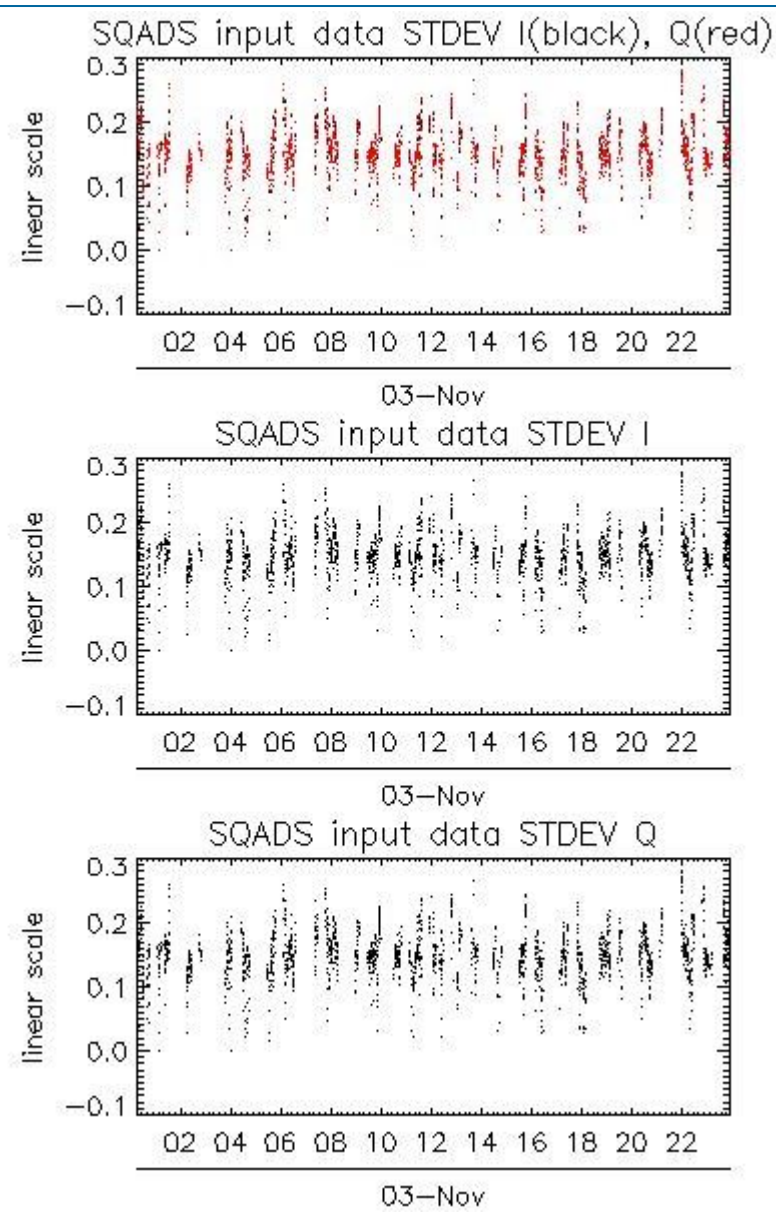 SQADS input data STDEV I(black), Q(red)
0.3
0.2
0.1
0.0
−0.1
linear scale
02 04 06 08 10 12 14 16 18 20 22
03−Nov
SQADS input data STDEV I
0.3
0.2
0.1
0.0
−0.1
linear scale
02 04 06 08 10 12 14 16 18 20 22
03−Nov
SQADS input data STDEV Q
0.3
0.2
0.1
0.0
−0.1
linear scale
02 04 06 08 10 12 14 16 18 20 22
03−Nov